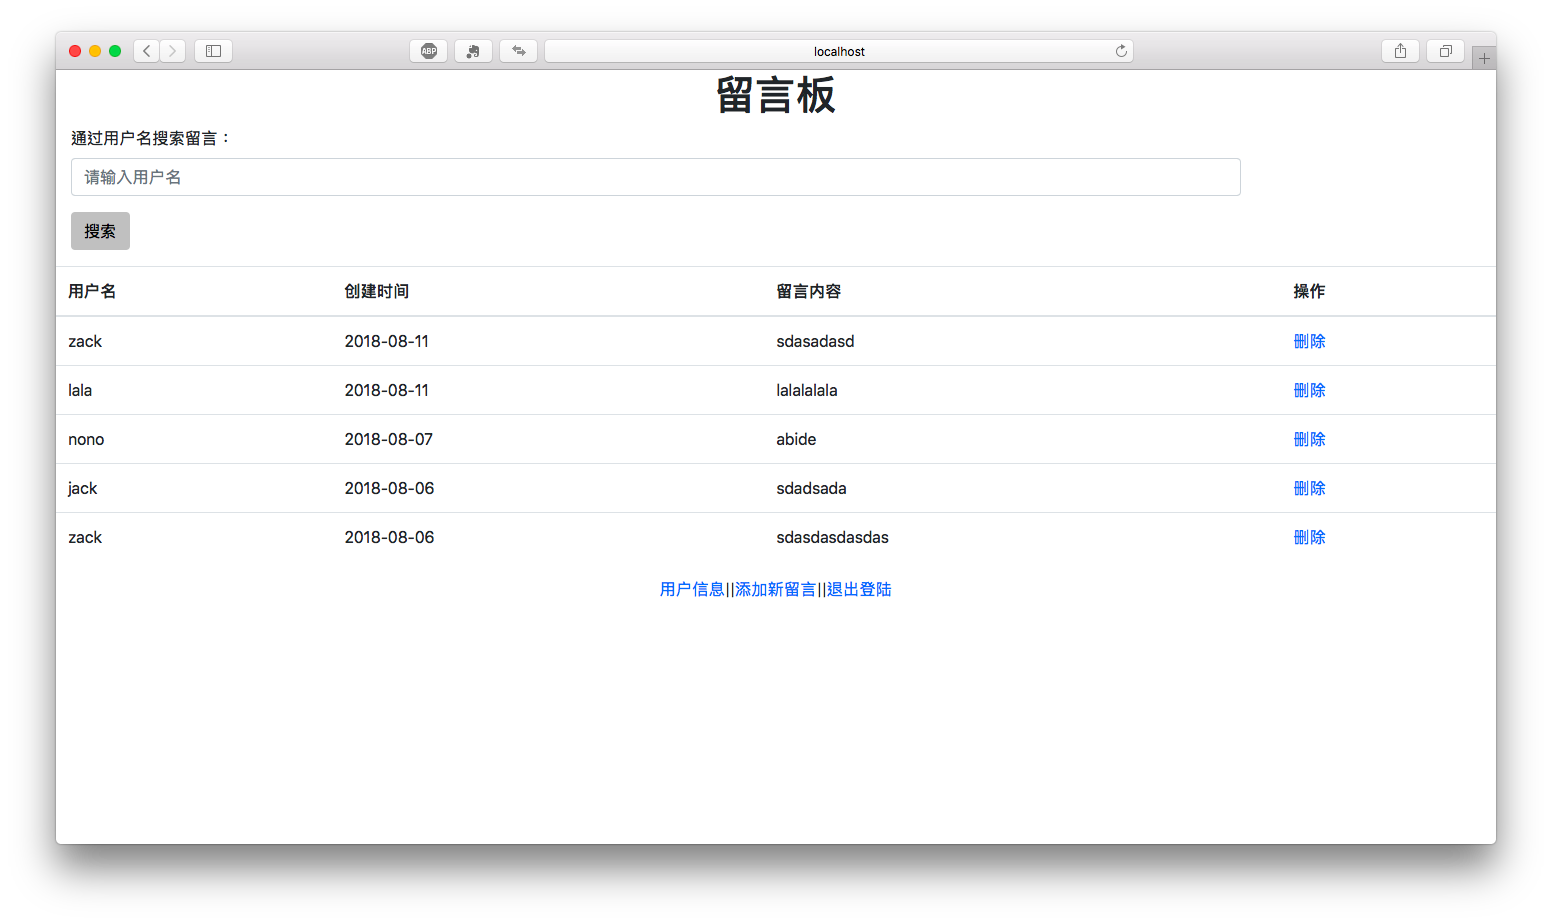 ABP
localhost
留言板
通过用户名搜索留言：
请输入用户名
搜索
用户名 创建时间 留言内容 操作
zack 2018-08-11 sdasadasd 删除
lala 2018-08-11 lalalalala 删除
nono 2018-08-07 abide 删除
jack 2018-08-06 sdadsada 删除
zack 2018-08-06 sdasdasdasdas 删除
用户信息||添加新留言||退出登陆